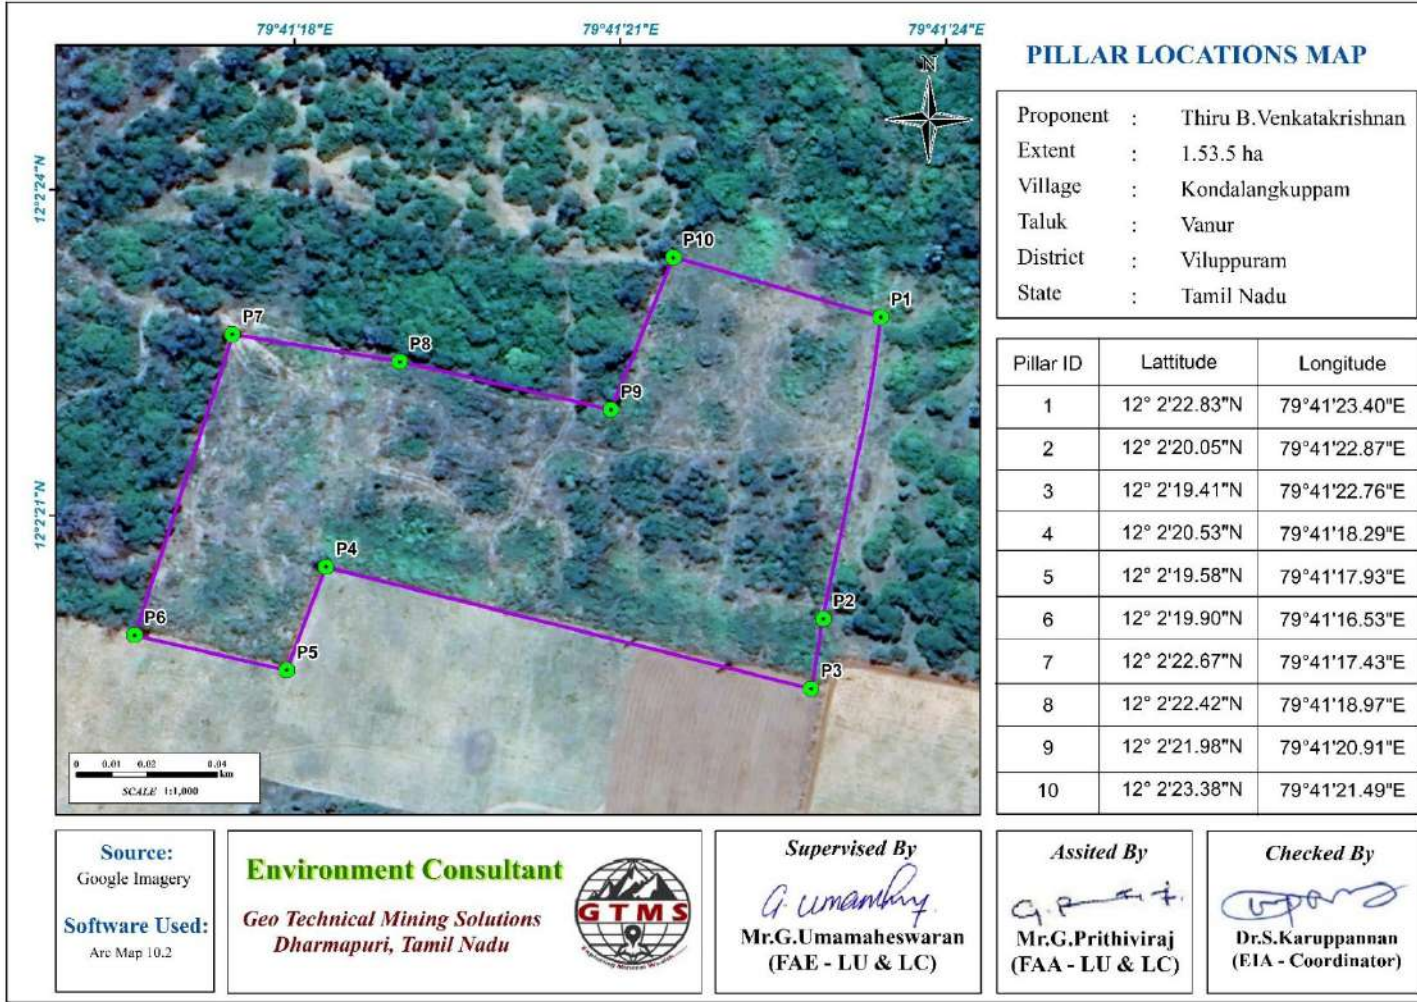 79°41'18"E 79°41'21"E 79°41'24"E
12°2'24"N
12°2'21"N
N
P10
P1
P7
P8
P9
P4
P2
P6
P5
P3
0 0.01 0.02 0.04
km
SCALE 1:1,000
PILLAR LOCATIONS MAP
Proponent : Thiru B.Venkatakrishnan
Extent : 1.53.5 ha
Village : Kondalangkuppam
Taluk : Vanur
District : Viluppuram
State : Tamil Nadu
Pillar ID Lattitude Longitude
1 12° 2'22.83"N 79°41'23.40"E
2 12° 2'20.05"N 79°41'22.87"E
3 12° 2'19.41"N 79°41'22.76"E
4 12° 2'20.53"N 79°41'18.29"E
5 12° 2'19.58"N 79°41'17.93"E
6 12° 2'19.90"N 79°41'16.53"E
7 12° 2'22.67"N 79°41'17.43"E
8 12° 2'22.42"N 79°41'18.97"E
9 12° 2'21.98"N 79°41'20.91"E
10 12° 2'23.38"N 79°41'21.49"E
Source:
Google Imagery
Software Used:
Arc Map 10.2
Environment Consultant
Geo Technical Mining Solutions
Dharmapuri, Tamil Nadu
GTMS
Supervised By
Mr.G.Umamaheswaran
(FAE - LU & LC)
Assited By
Mr.G.Prithiviraj
(FAA - LU & LC)
Checked By
Dr.S.Karuppannan
(EIA - Coordinator)